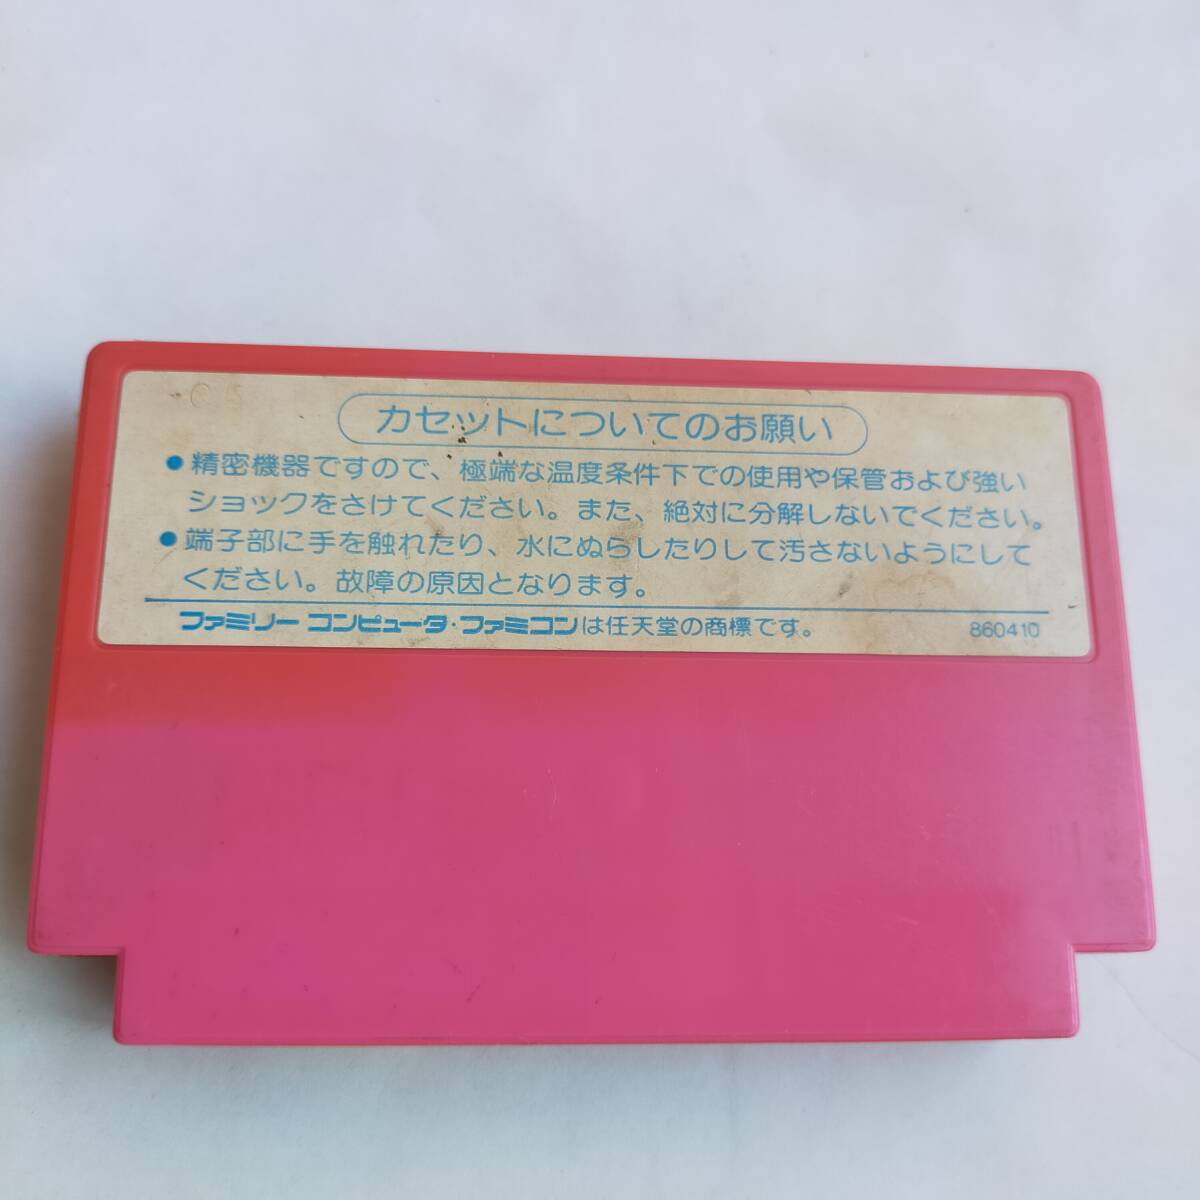 カセットについてのお願い
●精密機器ですので、極端な温度条件下での使用や保管および強い
ショックをさけてください。また、絶対に分解しないでください。
●端子部に手を触れたり、水にぬらしたりして汚さないようにして
ください。故障の原因となります。
ファミリー コンピュータ・ファミコンは任天堂の商標です。 860410